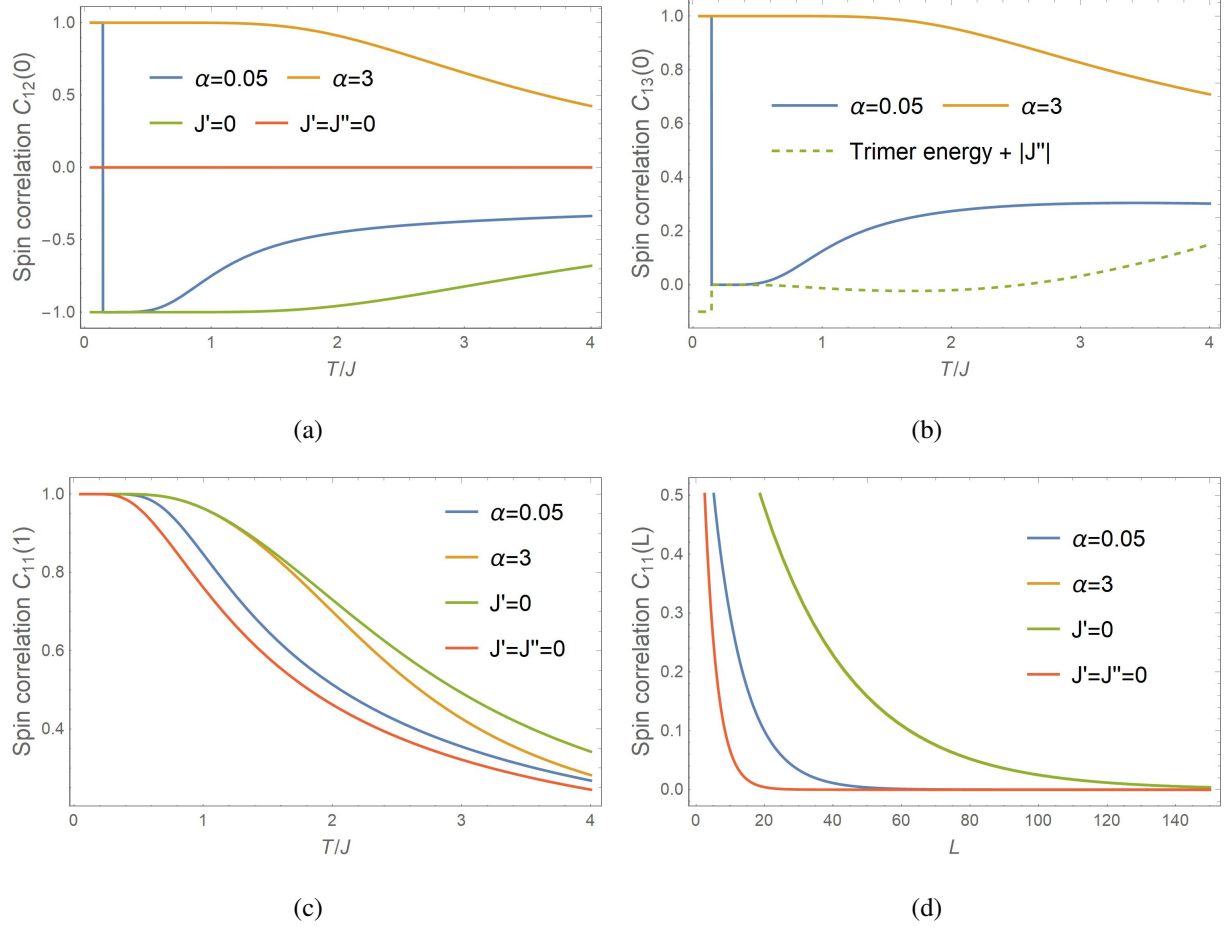 Spin correlation C12(0)
1.0
0.5
0.0
−0.5
−1.0
α=0.05 α=3
J'=0 J'=J''=0
0 1 2 3 4
T/J
(a)
Spin correlation C13(0)
1.0
0.8
0.6
0.4
0.2
0.0
α=0.05 α=3
Trimer energy + |J''|
0 1 2 3 4
T/J
(b)
Spin correlation C11(1)
1.0
0.8
0.6
0.4
α=0.05
α=3
J'=0
J'=J''=0
0 1 2 3 4
T/J
(c)
Spin correlation C11(L)
0.5
0.4
0.3
0.2
0.1
0.0
α=0.05
α=3
J'=0
J'=J''=0
0 20 40 60 80 100 120 140
L
(d)